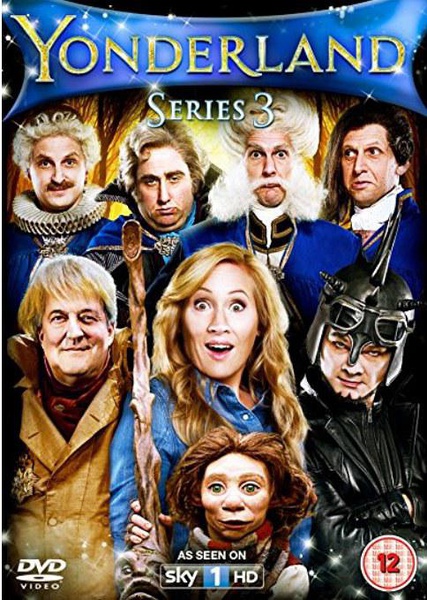 YONDERLAND
SERIES 3
AS SEEN ON
sky 1 HD
DVD
VIDEO
12